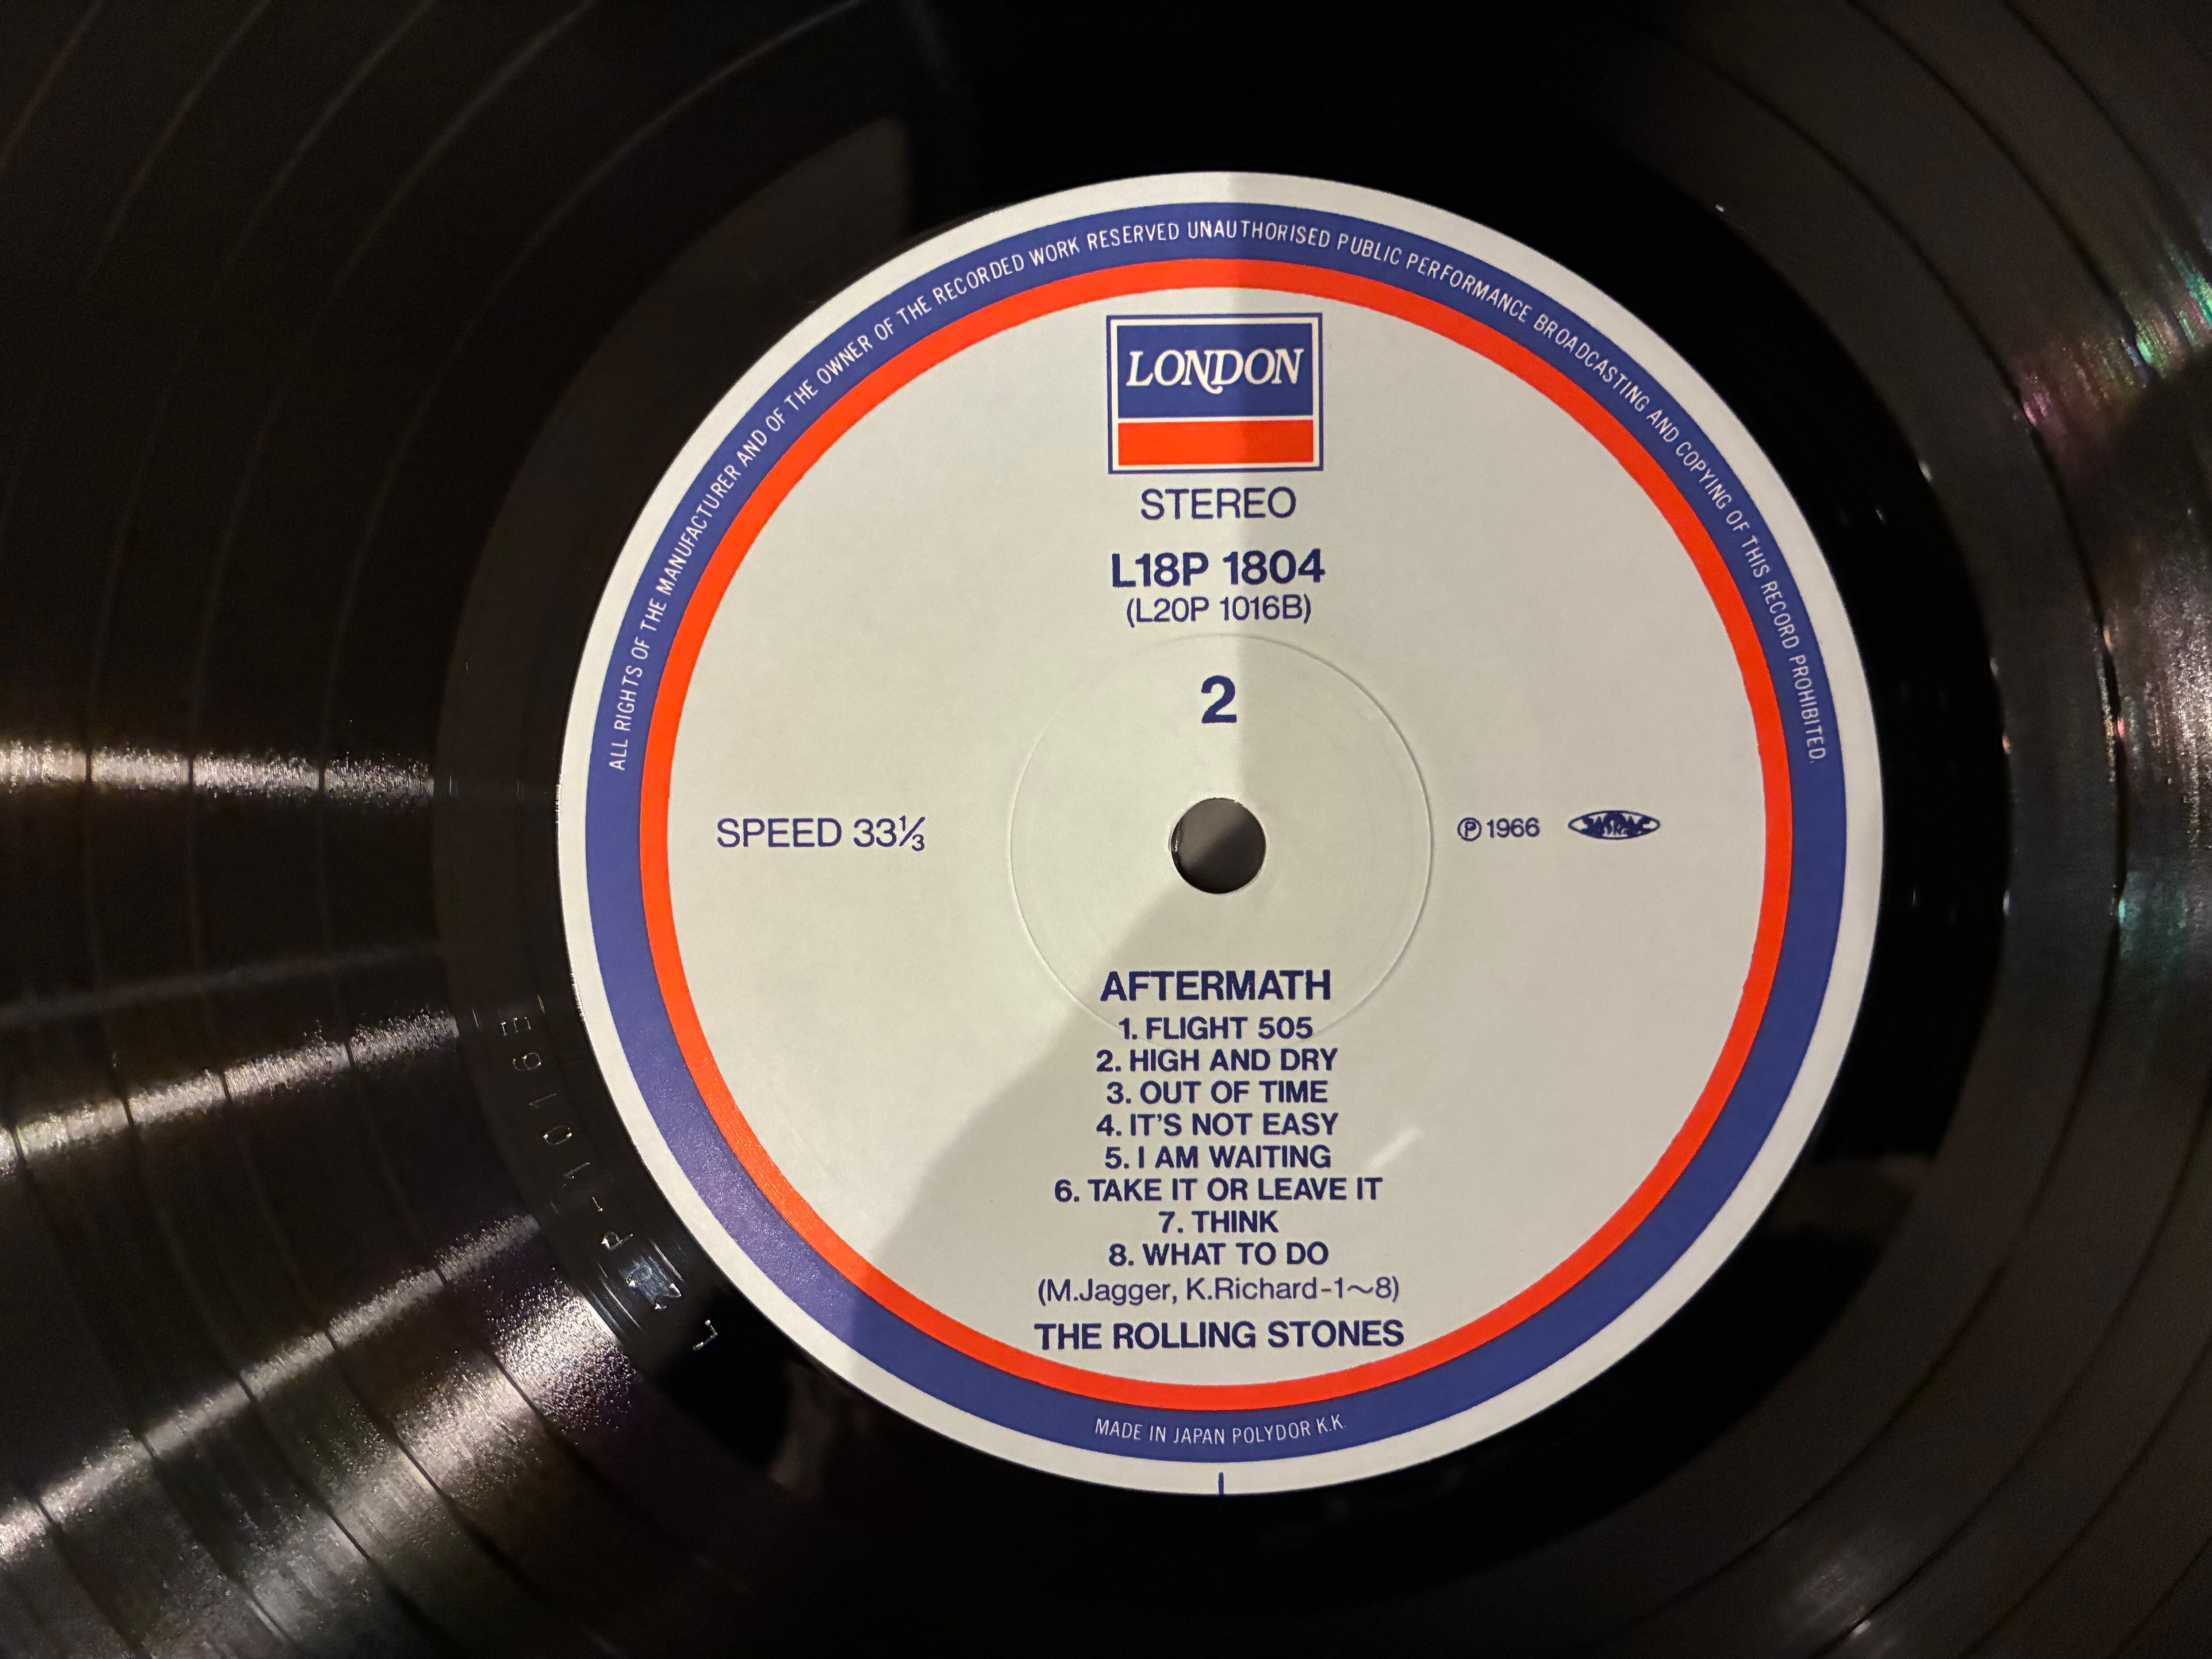 ALL RIGHTS OF THE MANUFACTURER AND OF THE OWNER OF THE RECORDED WORK RESERVED UNAUTHORISED PUBLIC PERFORMANCE BROADCASTING AND COPYING OF THIS RECORD PROHIBITED.
LONDON
STEREO
L18P 1804
(L20P 1016B)
2
SPEED 33⅓
℗ 1966 JASRAC
AFTERMATH
1. FLIGHT 505
2. HIGH AND DRY
3. OUT OF TIME
4. IT'S NOT EASY
5. I AM WAITING
6. TAKE IT OR LEAVE IT
7. THINK
8. WHAT TO DO
(M.Jagger, K.Richard-1〜8)
THE ROLLING STONES
MADE IN JAPAN POLYDOR K.K.